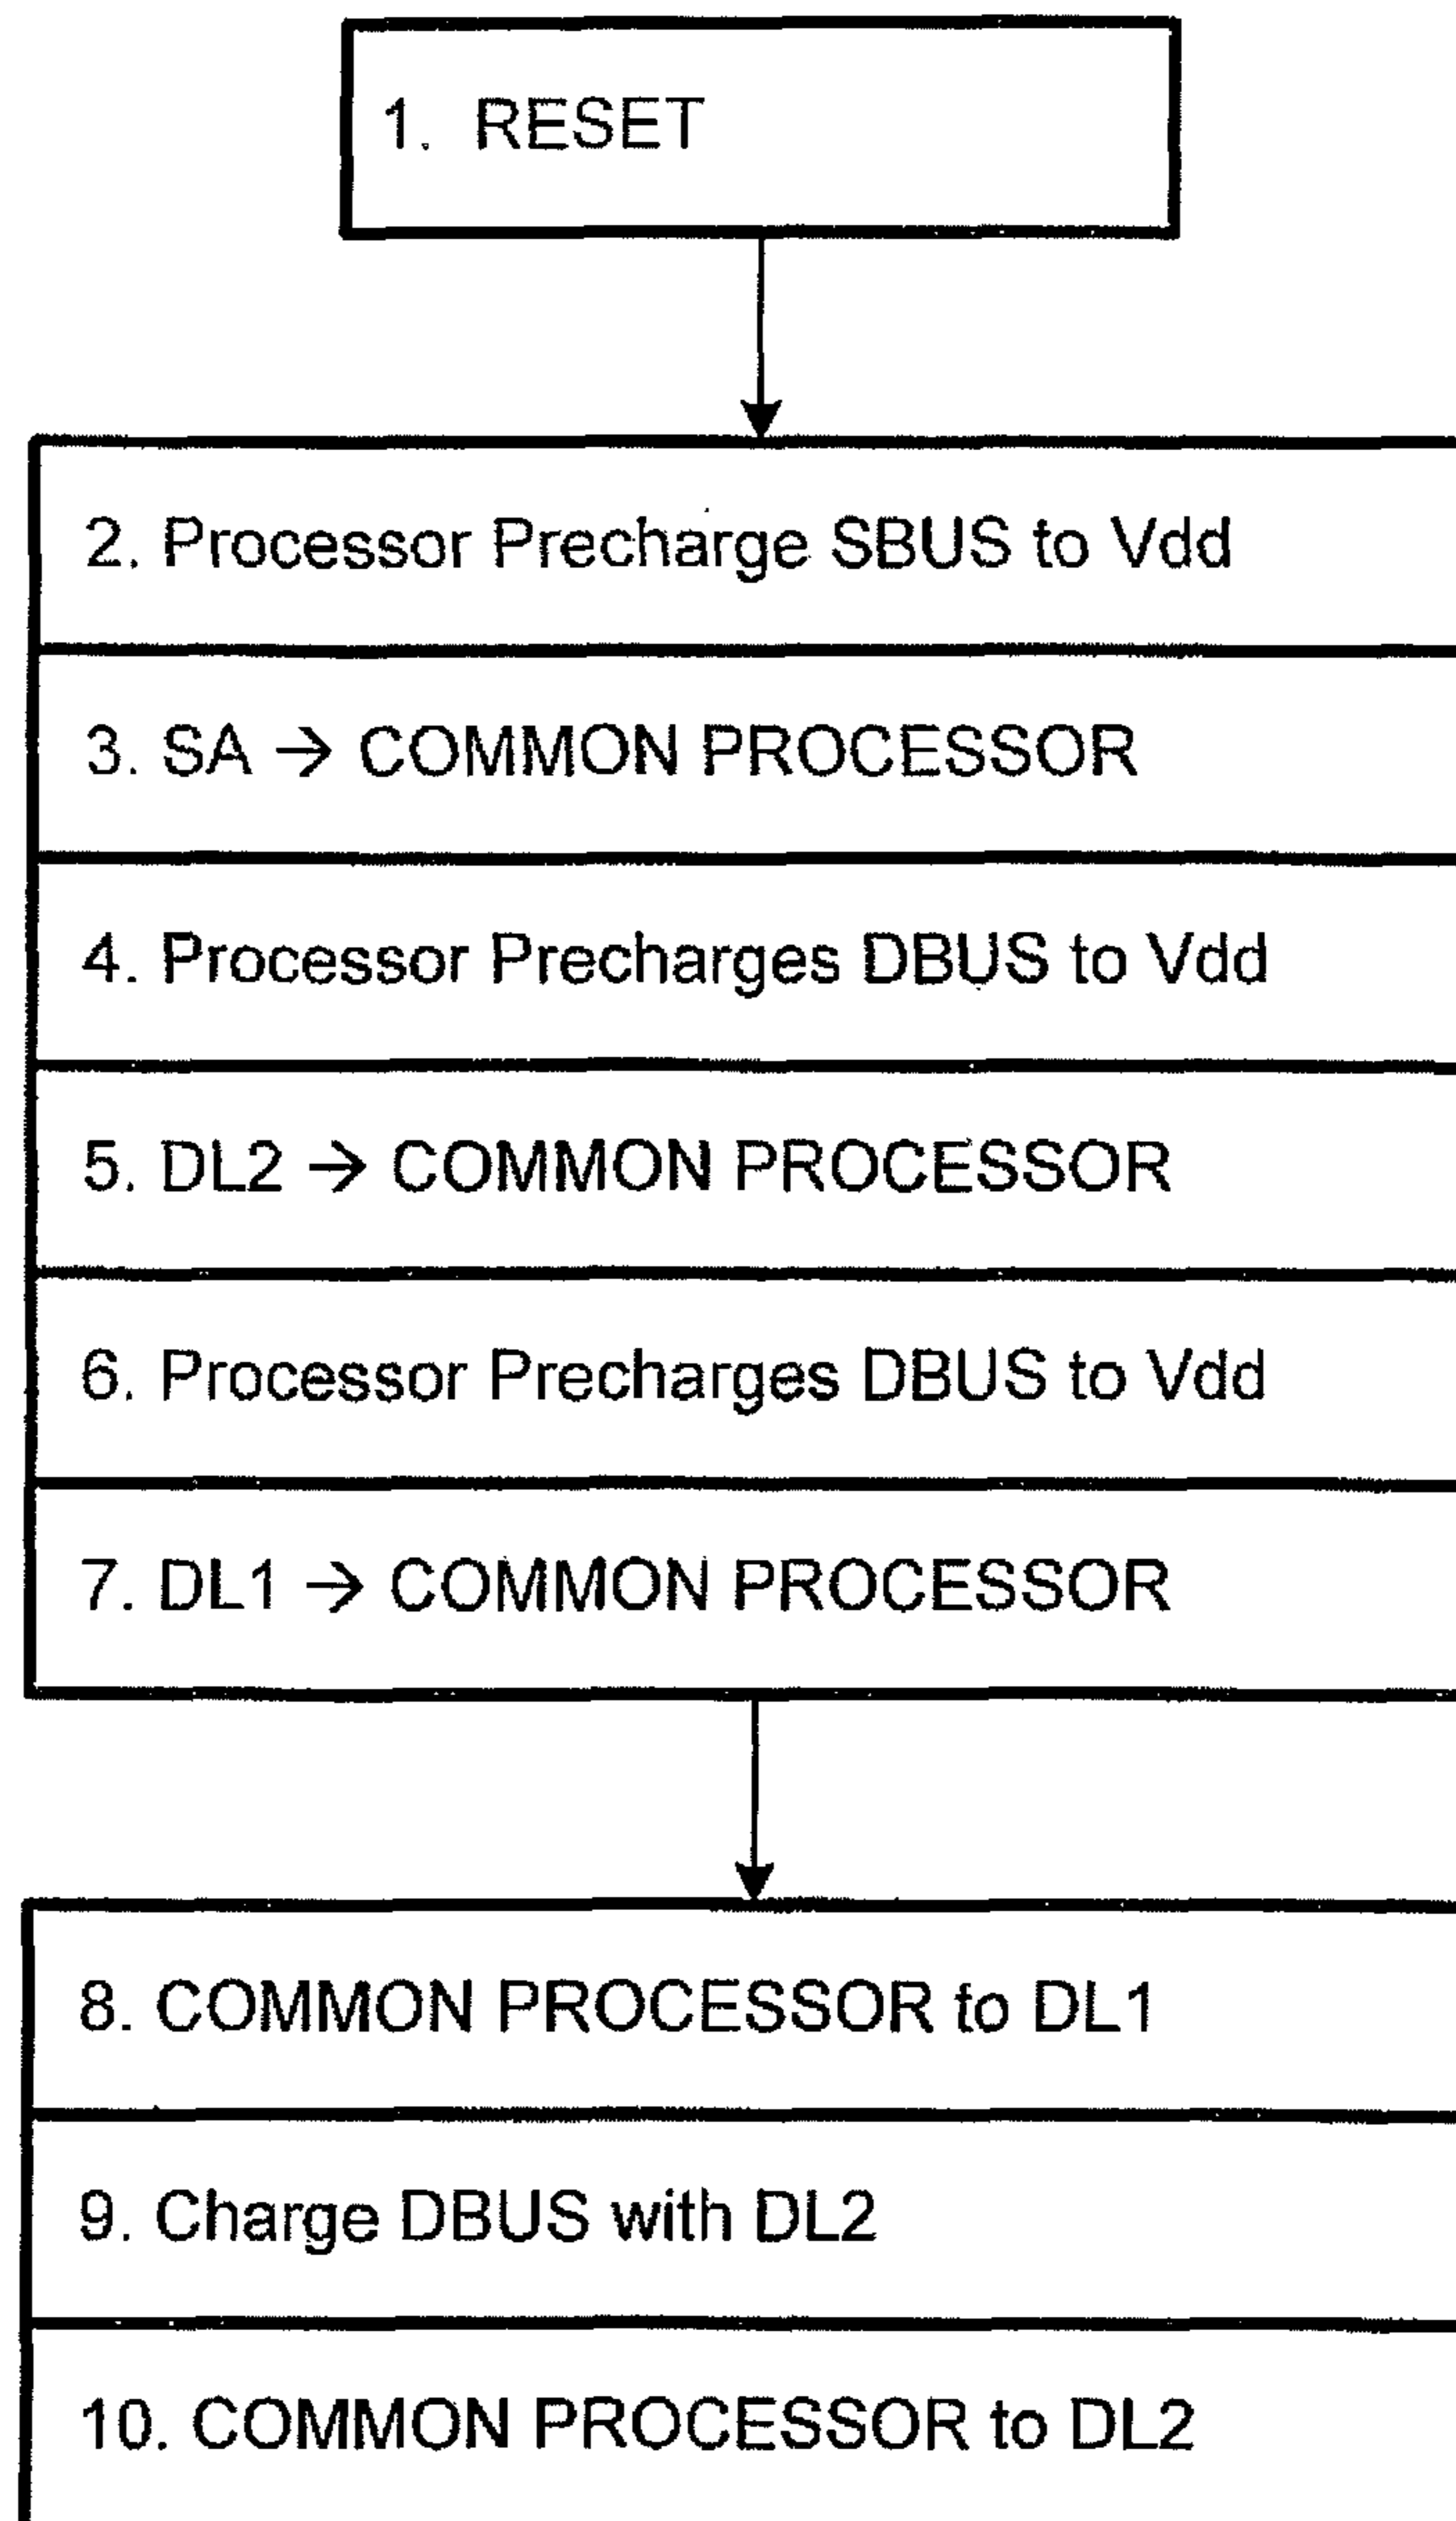 1. RESET
2. Processor Precharge SBUS to Vdd
3. SA → COMMON PROCESSOR
4. Processor Precharges DBUS to Vdd
5. DL2 → COMMON PROCESSOR
6. Processor Precharges DBUS to Vdd
7. DL1 → COMMON PROCESSOR
8. COMMON PROCESSOR to DL1
9. Charge DBUS with DL2
10. COMMON PROCESSOR to DL2